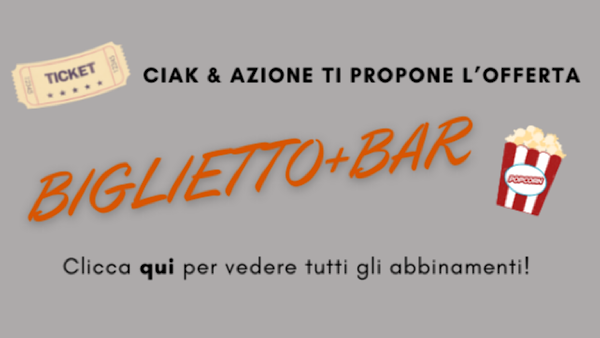 TICKET
CIAK & AZIONE TI PROPONE L'OFFERTA
BIGLIETTO+BAR
POPCORN
Clicca qui per vedere tutti gli abbinamenti!